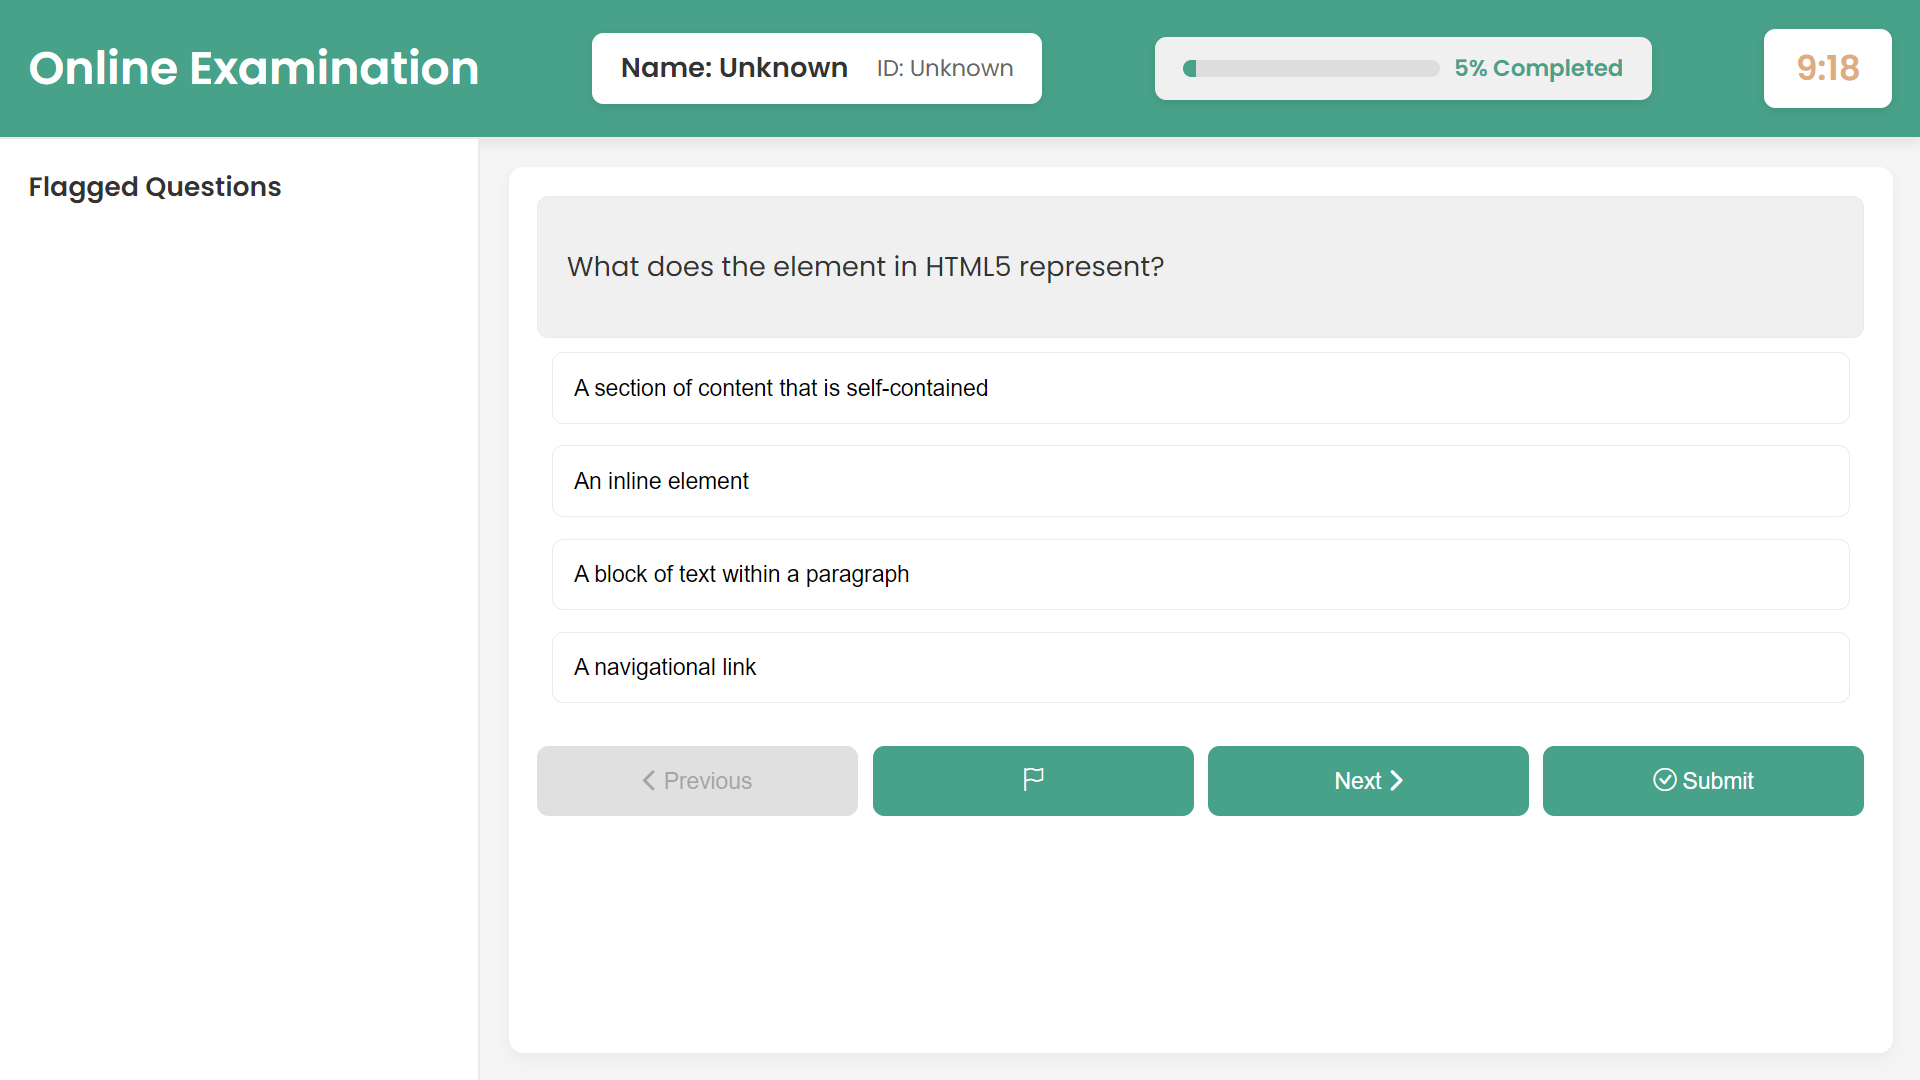 Online Examination
Name: Unknown
ID: Unknown
5% Completed
9:18
Flagged Questions
What does the element in HTML5 represent?
A section of content that is self-contained
An inline element
A block of text within a paragraph
A navigational link
Previous
Next
Submit